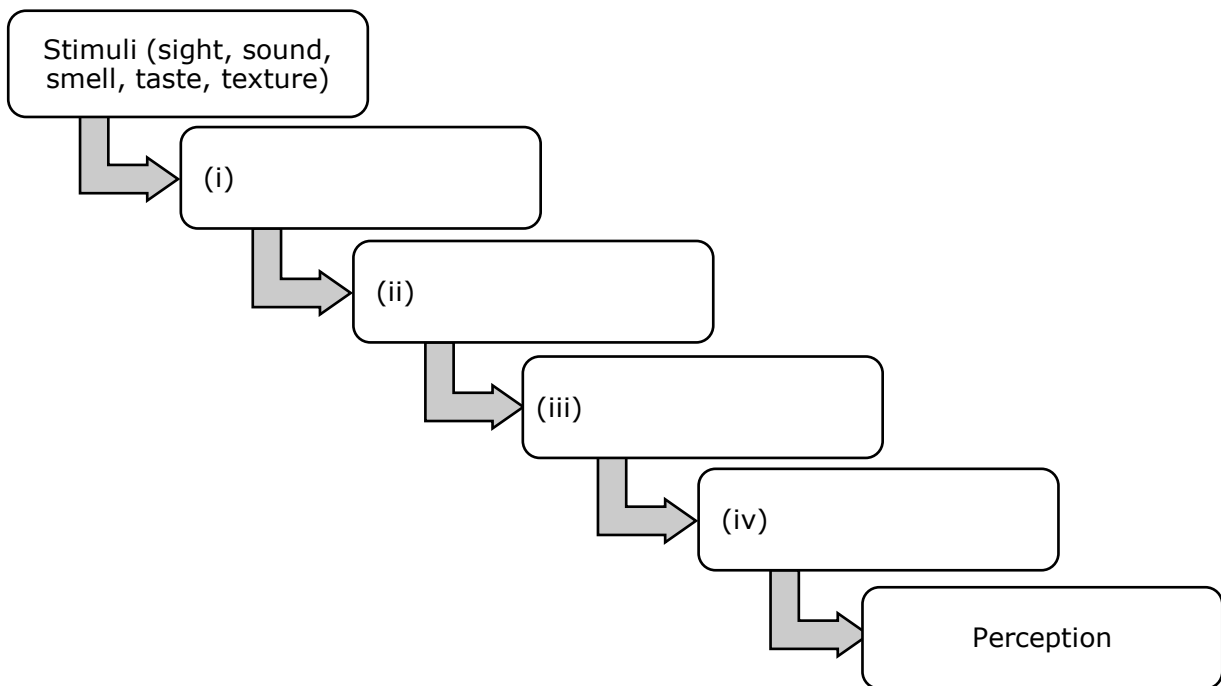 Stimuli (sight, sound,
smell, taste, texture)
(i)
(ii)
(iii)
(iv)
Perception